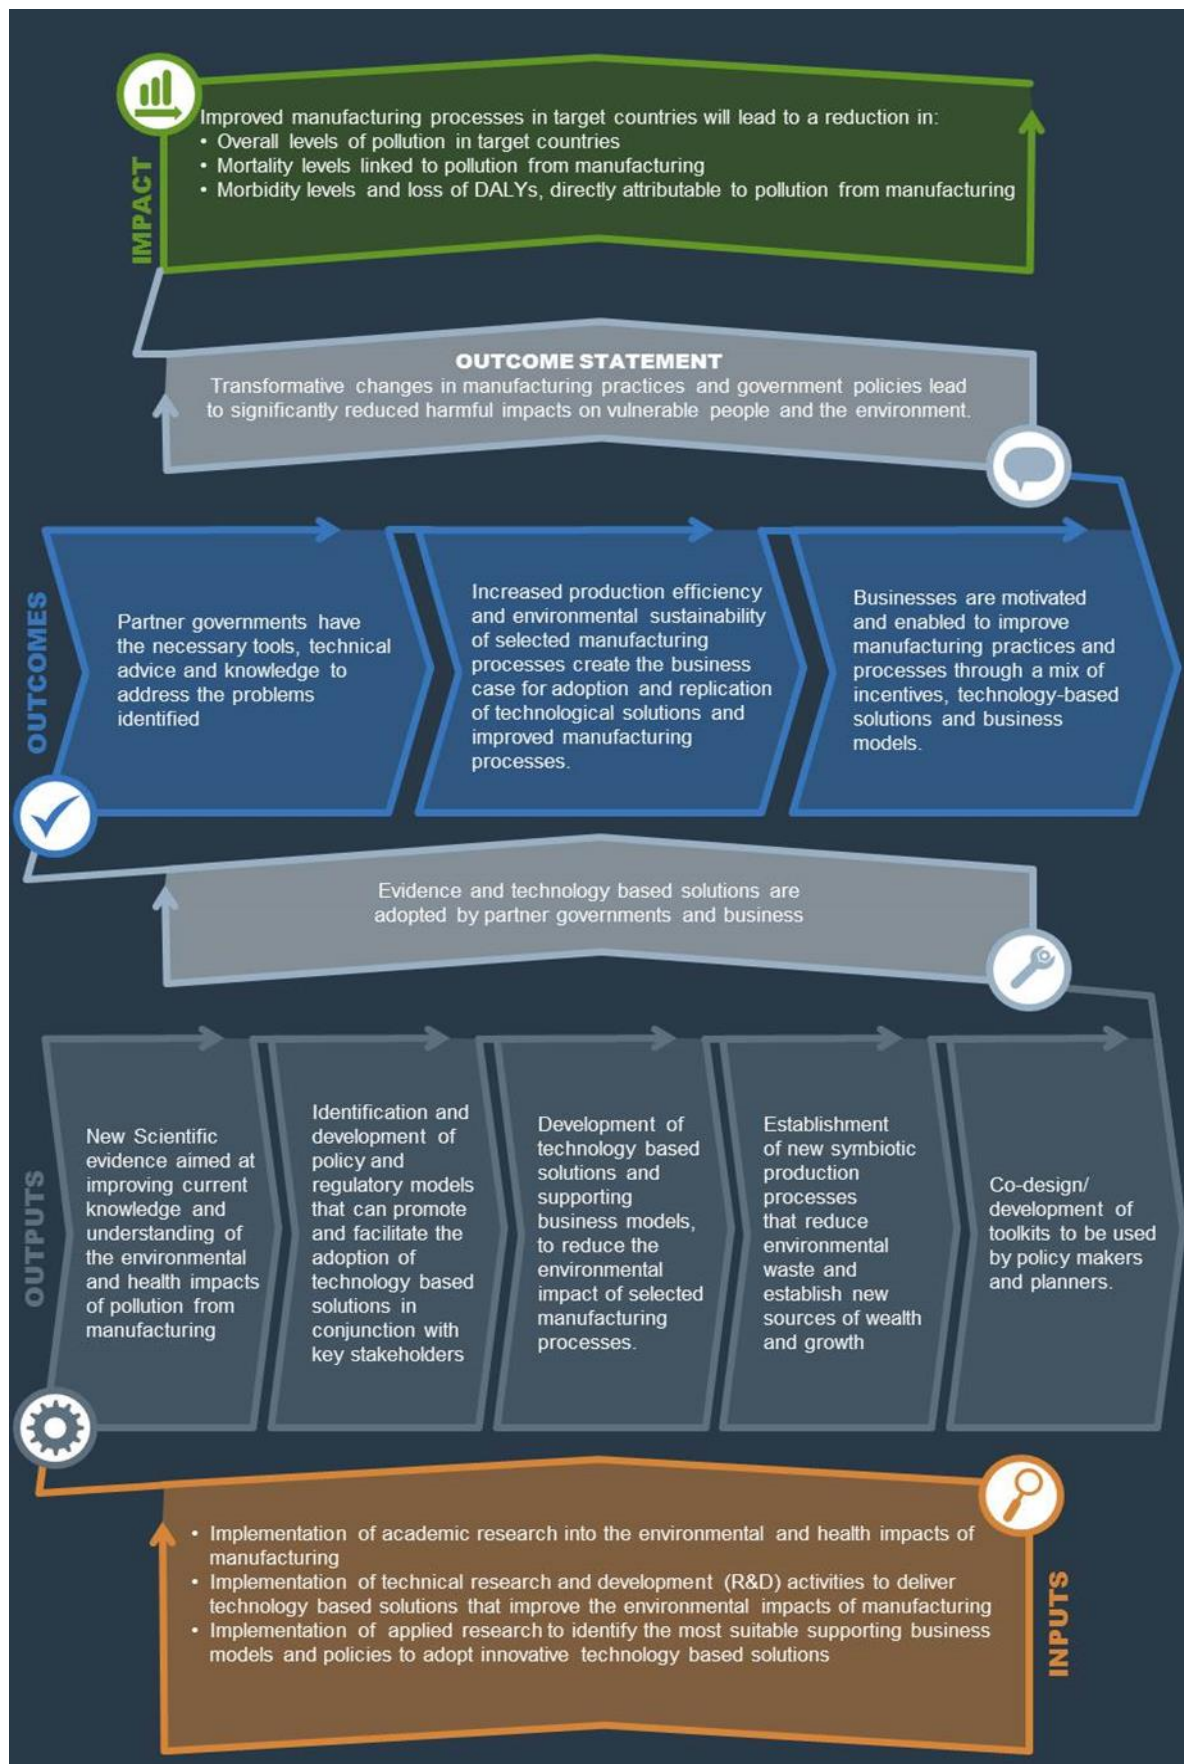 IMPACT
Improved manufacturing processes in target countries will lead to a reduction in:
• Overall levels of pollution in target countries
• Mortality levels linked to pollution from manufacturing
• Morbidity levels and loss of DALYs, directly attributable to pollution from manufacturing
OUTCOME STATEMENT
Transformative changes in manufacturing practices and government policies lead
to significantly reduced harmful impacts on vulnerable people and the environment.
OUTCOMES
Partner governments have
the necessary tools, technical
advice and knowledge to
address the problems
identified
Increased production efficiency
and environmental sustainability
of selected manufacturing
processes create the business
case for adoption and replication
of technological solutions and
improved manufacturing
processes.
Businesses are motivated
and enabled to improve
manufacturing practices and
processes through a mix of
incentives, technology-based
solutions and business
models.
Evidence and technology based solutions are
adopted by partner governments and business
OUTPUTS
New Scientific
evidence aimed at
improving current
knowledge and
understanding of
the environmental
and health impacts
of pollution from
manufacturing
Identification and
development of
policy and
regulatory models
that can promote
and facilitate the
adoption of
technology based
solutions in
conjunction with
key stakeholders
Development of
technology based
solutions and
supporting
business models,
to reduce the
environmental
impact of selected
manufacturing
processes.
Establishment
of new symbiotic
production
processes
that reduce
environmental
waste and
establish new
sources of wealth
and growth
Co-design/
development of
toolkits to be used
by policy makers
and planners.
• Implementation of academic research into the environmental and health impacts of
manufacturing
• Implementation of technical research and development (R&D) activities to deliver
technology based solutions that improve the environmental impacts of manufacturing
• Implementation of applied research to identify the most suitable supporting business
models and policies to adopt innovative technology based solutions
INPUTS